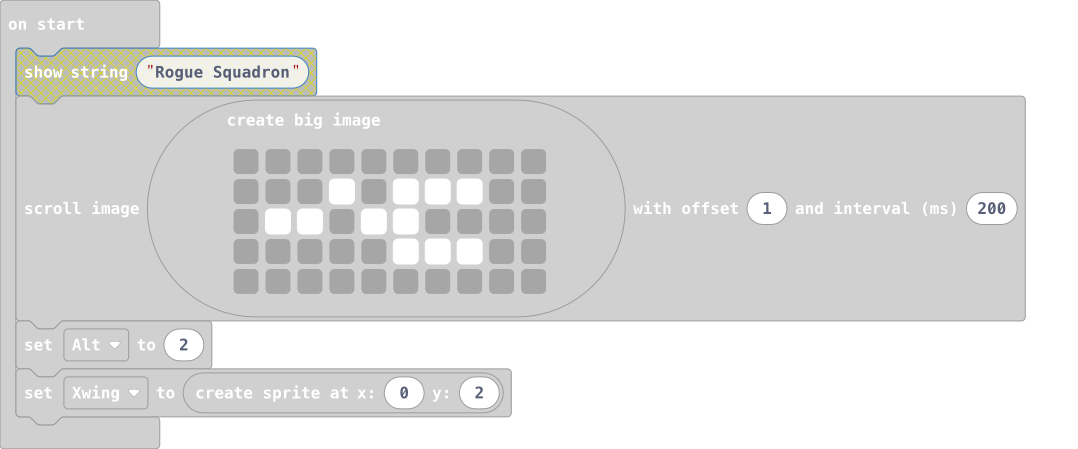 on start
show string "Rogue Squadron"
create big image
scroll image with offset 1 and interval (ms) 200
set Alt to 2
set Xwing to create sprite at x: 0 y: 2